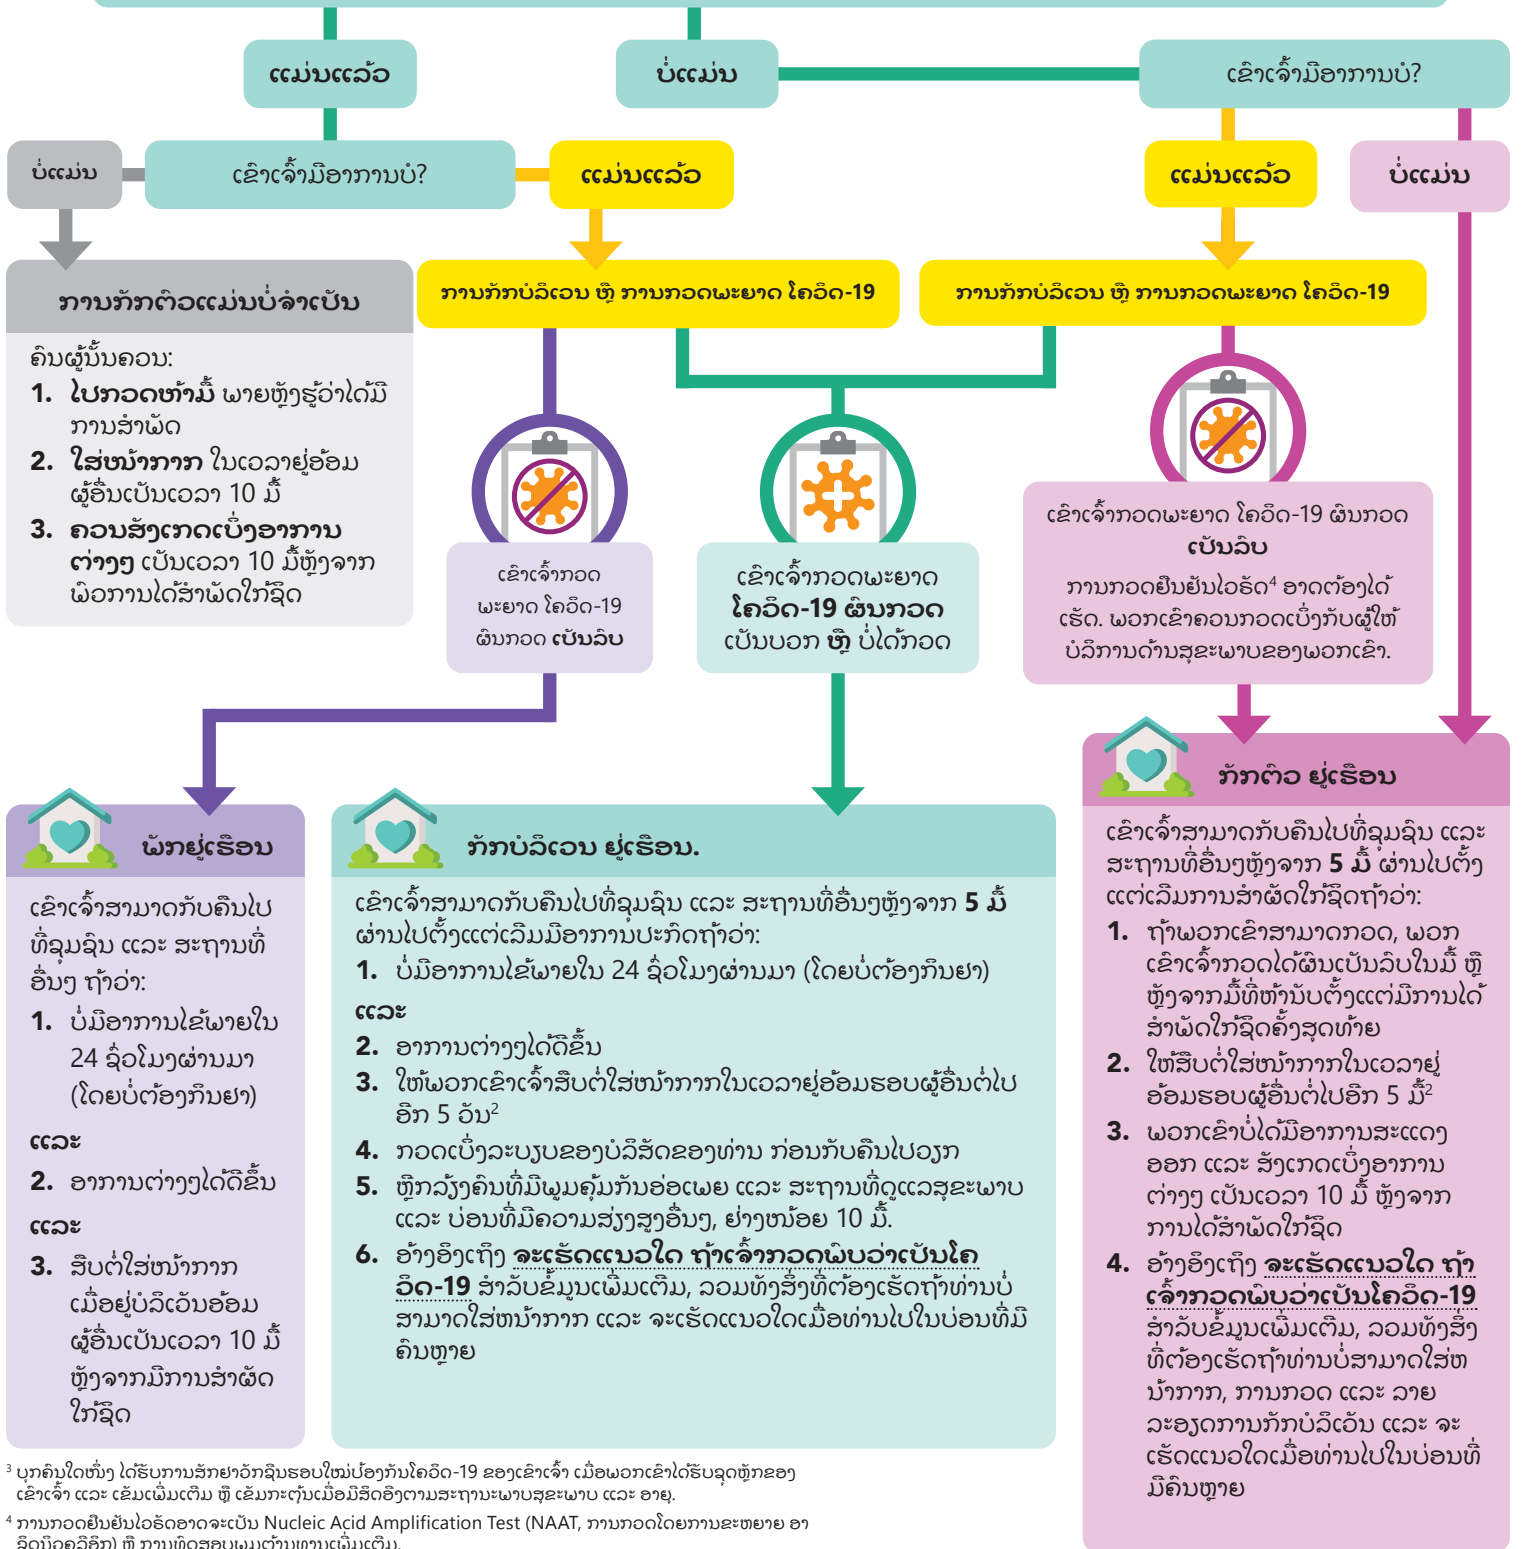 ແມ່ນແລ້ວ
ບໍ່ແມ່ນ
ເຂົາເຈົ້າມີອາການບໍ?
ບໍ່ແມ່ນ
ເຂົາເຈົ້າມີອາການບໍ?
ແມ່ນແລ້ວ
ແມ່ນແລ້ວ
ບໍ່ແມ່ນ
ການກັກຕົວແມ່ນບໍ່ຈຳເປັນ
ຄົນຜູ້ນັ້ນຄວນ:
1. ໄປກວດຫ້າມື້ ພາຍຫຼັງຮູ້ວ່າໄດ້ມີ
ການສຳຜັດ
2. ໃສ່ໜ້າກາກ ໃນເວລາຢູ່ອ້ອມ
ຜູ້ອື່ນເປັນເວລາ 10 ມື້
3. ຄວນສັງເກດເບິ່ງອາການ
ຕ່າງໆ ເປັນເວລາ 10 ມື້ຫຼັງຈາກ
ພົວການໄດ້ສຳພັດໃກ້ຊິດ
ການກັກບໍລິເວນ ຫຼື ການກວດພະຍາດ ໂຄວິດ-19
ການກັກບໍລິເວນ ຫຼື ການກວດພະຍາດ ໂຄວິດ-19
ເຂົາເຈົ້າກວດ
ພະຍາດ ໂຄວິດ-19
ຜົນກວດ ເປັນລົບ
ເຂົາເຈົ້າກວດພະຍາດ
ໂຄວິດ-19 ຜົນກວດ
ເປັນບວກ ຫຼື ບໍ່ໄດ້ກວດ
ເຂົາເຈົ້າກວດພະຍາດ ໂຄວິດ-19 ຜົນກວດ
ເປັນລົບ
ການກວດຢືນຢັນໄວຣັດ⁴ ອາດຕ້ອງໄດ້
ເຮັດ. ພວກເຂົາຄວນກວດເບິ່ງກັບຜູ້ໃຫ້
ບໍລິການດ້ານສຸຂະພາບຂອງພວກເຂົາ.
ພັກຢູ່ເຮືອນ
ເຂົາເຈົ້າສາມາດກັບຄືນໄປ
ທີ່ຊຸມຊົນ ແລະ ສະຖານທີ່
ອື່ນໆ ຖ້າວ່າ:
1. ບໍ່ມີອາການໄຂ້ພາຍໃນ
24 ຊົ່ວໂມງຜ່ານມາ
(ໂດຍບໍ່ຕ້ອງກິນຢາ)
ແລະ
2. ອາການຕ່າງໆໄດ້ດີຂຶ້ນ
ແລະ
3. ສືບຕໍ່ໃສ່ໜ້າກາກ
ເມື່ອຢູ່ບໍລິເວັນອ້ອມ
ຜູ້ອື່ນເປັນເວລາ 10 ມື້
ຫຼັງຈາກມີການສຳຜັດ
ໃກ້ຊິດ
ກັກບໍລິເວນ ຢູ່ເຮືອນ.
ເຂົາເຈົ້າສາມາດກັບຄືນໄປທີ່ຊຸມຊົນ ແລະ ສະຖານທີ່ອື່ນໆຫຼັງຈາກ 5 ມື້
ຜ່ານໄປຕັ້ງແຕ່ເລີມມີອາການປະກົດຖ້າວ່າ:
1. ບໍ່ມີອາການໄຂ້ພາຍໃນ 24 ຊົ່ວໂມງຜ່ານມາ (ໂດຍບໍ່ຕ້ອງກິນຢາ)
ແລະ
2. ອາການຕ່າງໆໄດ້ດີຂຶ້ນ
3. ໃຫ້ພວກເຂົາເຈົ້າສືບຕໍ່ໃສ່ໜ້າກາກໃນເວລາຢູ່ອ້ອມຮອບຜູ້ອື່ນຕໍ່ໄປ
ອີກ 5 ວັນ²
4. ກວດເບິ່ງລະບຽບຂອງບໍລິສັດຂອງທ່ານ ກ່ອນກັບຄືນໄປວຽກ
5. ຫຼີກລ້ຽງຄົນທີ່ມີພູມຄຸ້ມກັນອ່ອເພຍ ແລະ ສະຖານທີ່ດູແລສຸຂະພາບ
ແລະ ບ່ອນທີ່ມີຄວາມສ່ຽງສູງອື່ນໆ, ຢ່າງໜ້ອຍ 10 ມື້.
6. ອ້າງອິງເຖິງ ຈະເຮັດແນວໃດ ຖ້າເຈົ້າກວດພົບວ່າເປັນໂຄ
ວິດ-19 ສຳລັບຂໍ້ມູນເພີ່ມເຕີມ, ລວມທັງສິ່ງທີ່ຕ້ອງເຮັດຖ້າທ່ານບໍ່
ສາມາດໃສ່ຫນ້າກາກ ແລະ ຈະເຮັດແນວໃດເມື່ອທ່ານໄປໃນບ່ອນທີ່ມີ
ຄົນຫຼາຍ
ກັກຕົວ ຢູ່ເຮືອນ
ເຂົາເຈົ້າສາມາດກັບຄືນໄປທີ່ຊຸມຊົນ ແລະ
ສະຖານທີ່ອື່ນໆຫຼັງຈາກ 5 ມື້ ຜ່ານໄປຕັ້ງ
ແຕ່ເລີມການສຳຜັດໃກ້ຊິດຖ້າວ່າ:
1. ຖ້າພວກເຂົາສາມາດກວດ, ພວກ
ເຂົາເຈົ້າກວດໄດ້ຜົນເປັນລົບໃນມື້ ຫຼື
ຫຼັງຈາກມື້ທີ່ຫ້ານັບຕັ້ງແຕ່ມີການໄດ້
ສຳພັດໃກ້ຊິດຄັ້ງສຸດທ້າຍ
2. ໃຫ້ສືບຕໍ່ໃສ່ຫນ້າກາກໃນເວລາຢູ່
ອ້ອມຮອບຜູ້ອື່ນຕໍ່ໄປອີກ 5 ມື້²
3. ພວກເຂົາບໍ່ໄດ້ມີອາການສະແດງ
ອອກ ແລະ ສັງເກດເບິ່ງອາການ
ຕ່າງໆ ເປັນເວລາ 10 ມື້ ຫຼັງຈາກ
ການໄດ້ສຳພັດໃກ້ຊິດ
4. ອ້າງອິງເຖິງ ຈະເຮັດແນວໃດ ຖ້າ
ເຈົ້າກວດພົບວ່າເປັນໂຄວິດ-19
ສຳລັບຂໍ້ມູນເພີ່ມເຕີມ, ລວມທັງສິ່ງ
ທີ່ຕ້ອງເຮັດຖ້າທ່ານບໍ່ສາມາດໃສ່ຫ
ນ້າກາກ, ການກວດ ແລະ ລາຍ
ລະອຽດການກັກບໍລິເວັນ ແລະ ຈະ
ເຮັດແນວໃດເມື່ອທ່ານໄປໃນບ່ອນທີ່
ມີຄົນຫຼາຍ
³ ບຸກຄົນໃດໜຶ່ງ ໄດ້ຮັບການສັກຢາວັກຊີນຮອບໃໝ່ປ້ອງກັນໂຄວິດ-19 ຂອງເຂົາເຈົ້າ ເມື່ອພວກເຂົາໄດ້ຮັບຊຸດຫຼັກຂອງ
ເຂົາເຈົ້າ ແລະ ເຂັມເພີ່ມເຕີມ ຫຼື ເຂັມກະຕຸ້ນເມື່ອມີສິດອີງຕາມສະຖານະພາບສຸຂະພາບ ແລະ ອາຍຸ.
⁴ ການກວດຢືນຢັນໄວຣັດອາດຈະເປັນ Nucleic Acid Amplification Test (NAAT, ການກວດໂດຍການຂະຫຍາຍ ອາ
ຊິດນິວຄລີອິກ) ຫຼື ການທົດສອບພູມຕ້ານທານເພີ່ມເຕີມ.